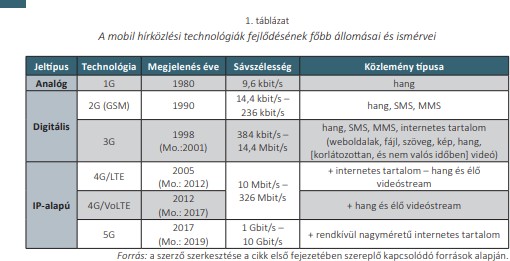 1. táblázat
A mobil hírközlési technológiák fejlődésének főbb állomásai és ismérvei
Jeltípus Technológia Megjelenés éve Sávszélesség Közlemény típusa
Analóg 1G 1980 9,6 kbit/s hang
Digitális
2G (GSM) 1990 14,4 kbit/s –
236 kbit/s hang, SMS, MMS
3G 1998
(Mo.:2001) 384 kbit/s –
14,4 Mbit/s hang, SMS, MMS, internetes tartalom
(weboldalak, fájl, szöveg, kép, hang,
[korlátozottan, és nem valós időben] videó)
IP-alapú
4G/LTE 2005
(Mo.: 2012) 10 Mbit/s –
326 Mbit/s + internetes tartalom – hang és élő
videóstream
4G/VoLTE 2012
(Mo.: 2017) + hang és élő videóstream
5G 2017
(Mo.: 2019) 1 Gbit/s –
10 Gbit/s + rendkívül nagyméretű internetes tartalom
Forrás: a szerző szerkesztése a cikk első fejezetében szereplő kapcsolódó források alapján.